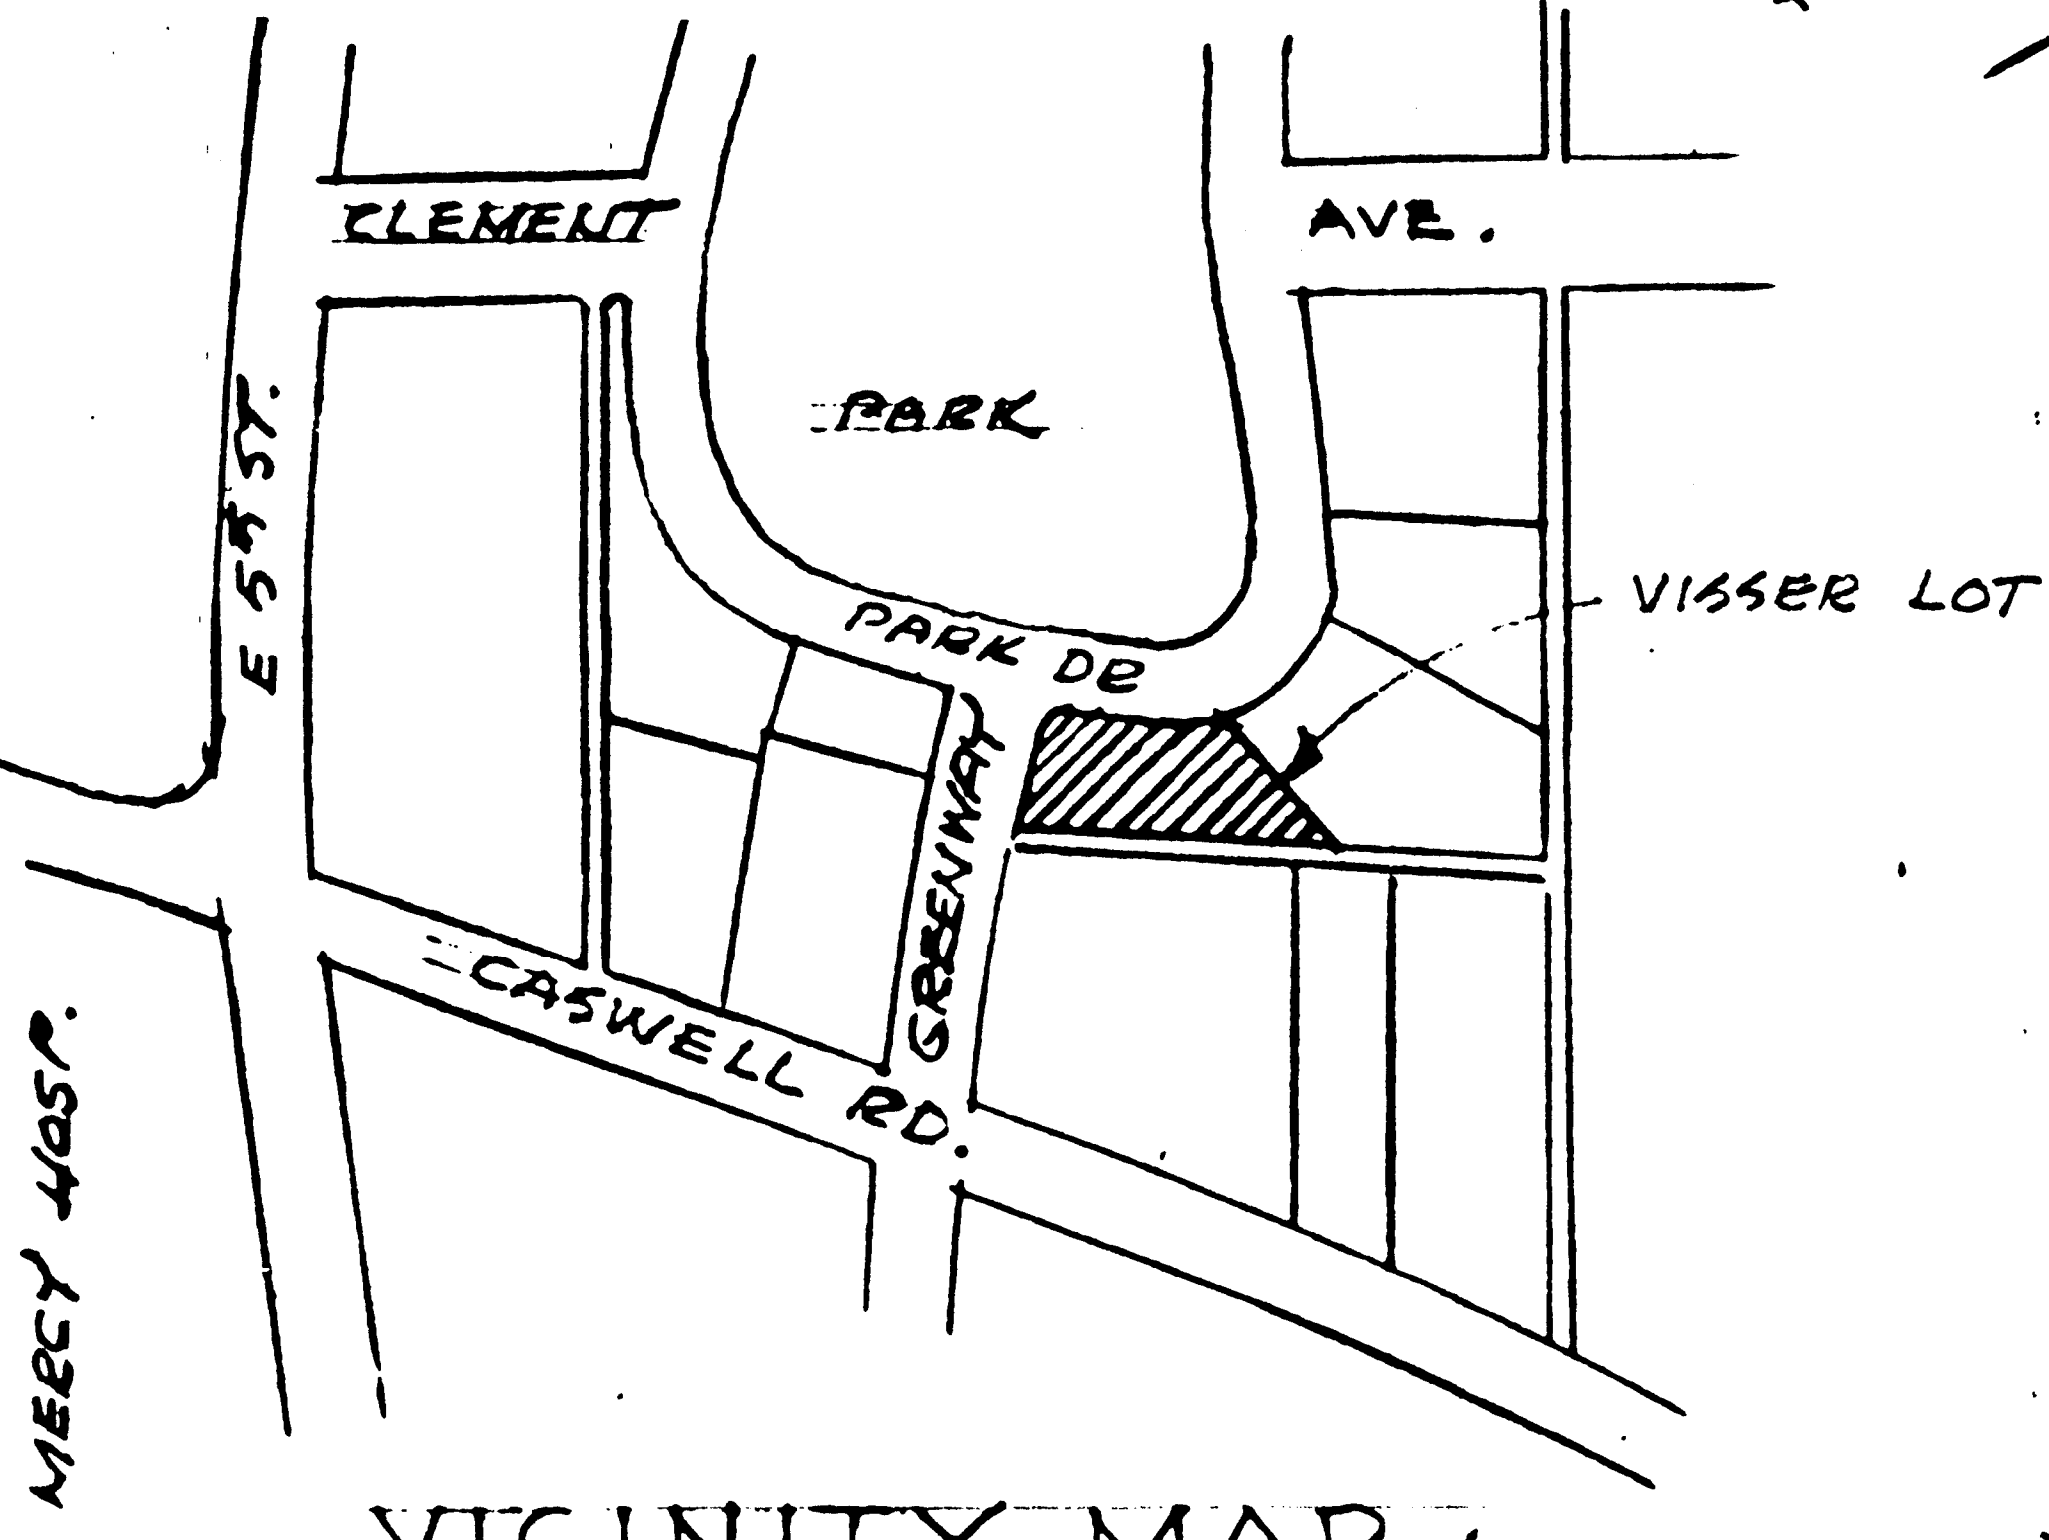 CLEMENT AVE.
PARK
E 5TH ST.
VISSER LOT
PARK DR
GREENWAY
CASWELL RD.
MERCY HOSP.
VICINITY MAP